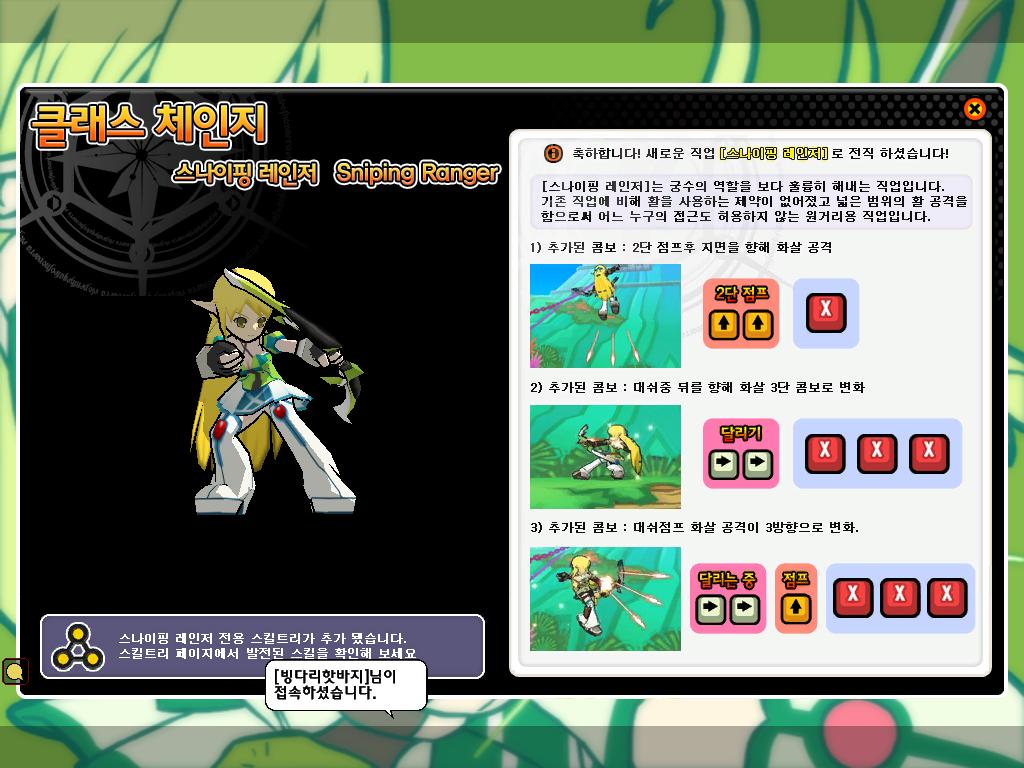 클래스 체인지
스나이핑 레인저 Sniping Ranger
축하합니다! 새로운 직업 [스나이핑 레인저] 로 전직 하셨습니다!
[스나이핑 레인저]는 궁수의 역할을 보다 훌륭히 해내는 직업입니다.
기존 직업에 비해 활을 사용하는 제약이 없어졌고 넓은 범위의 활 공격을
함으로써 어느 누구의 접근도 허용하지 않는 원거리용 직업입니다.
1) 추가된 콤보 : 2단 점프후 지면을 향해 화살 공격
2단 점프
X
2) 추가된 콤보 : 대쉬중 뒤를 향해 화살 3단 콤보로 변화
달리기
X X X
3) 추가된 콤보 : 대쉬점프 화살 공격이 3방향으로 변화.
달리는 중 점프
X X X
스나이핑 레인저 전용 스킬트리가 추가 됐습니다.
스킬트리 페이지에서 발전된 스킬을 확인해 보세요
[빙다리핫바지]님이
접속하셨습니다.